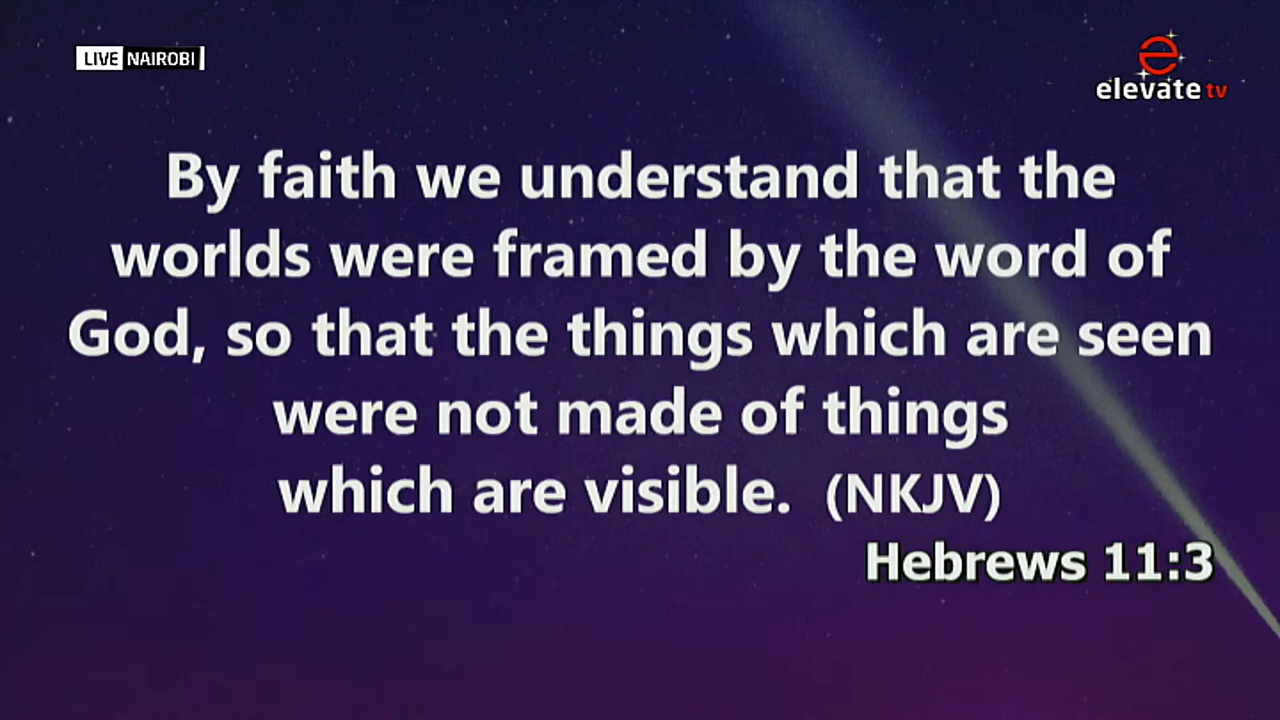 LIVE NAIROBI
elevate tv
By faith we understand that the
worlds were framed by the word of
God, so that the things which are seen
were not made of things
which are visible. (NKJV)
Hebrews 11:3